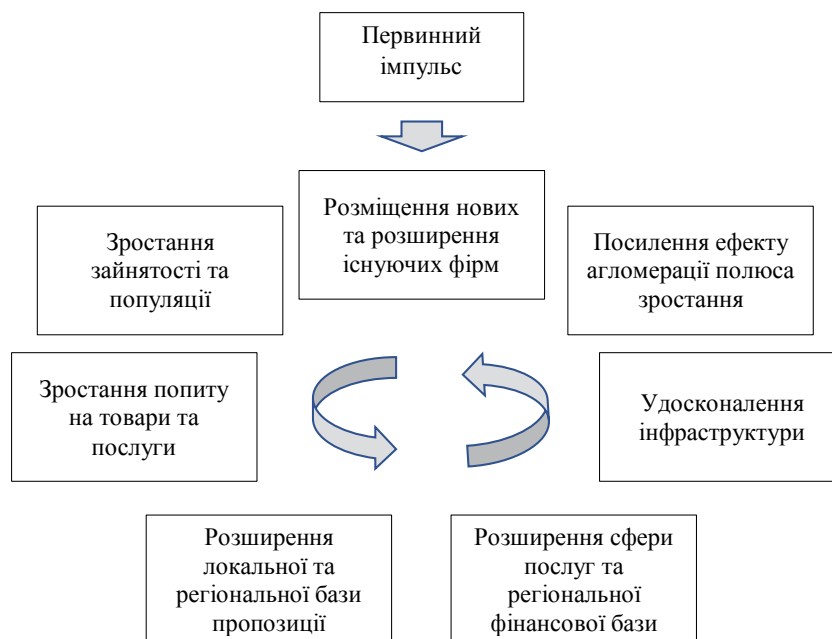 Первинний
імпульс
Розміщення нових
та розширення
існуючих фірм
Зростання
зайнятості та
популяції
Посилення ефекту
агломерації полюса
зростання
Зростання попиту
на товари та
послуги
Удосконалення
інфраструктури
Розширення
локальної та
регіональної бази
пропозиції
Розширення сфери
послуг та
регіональної
фінансової бази